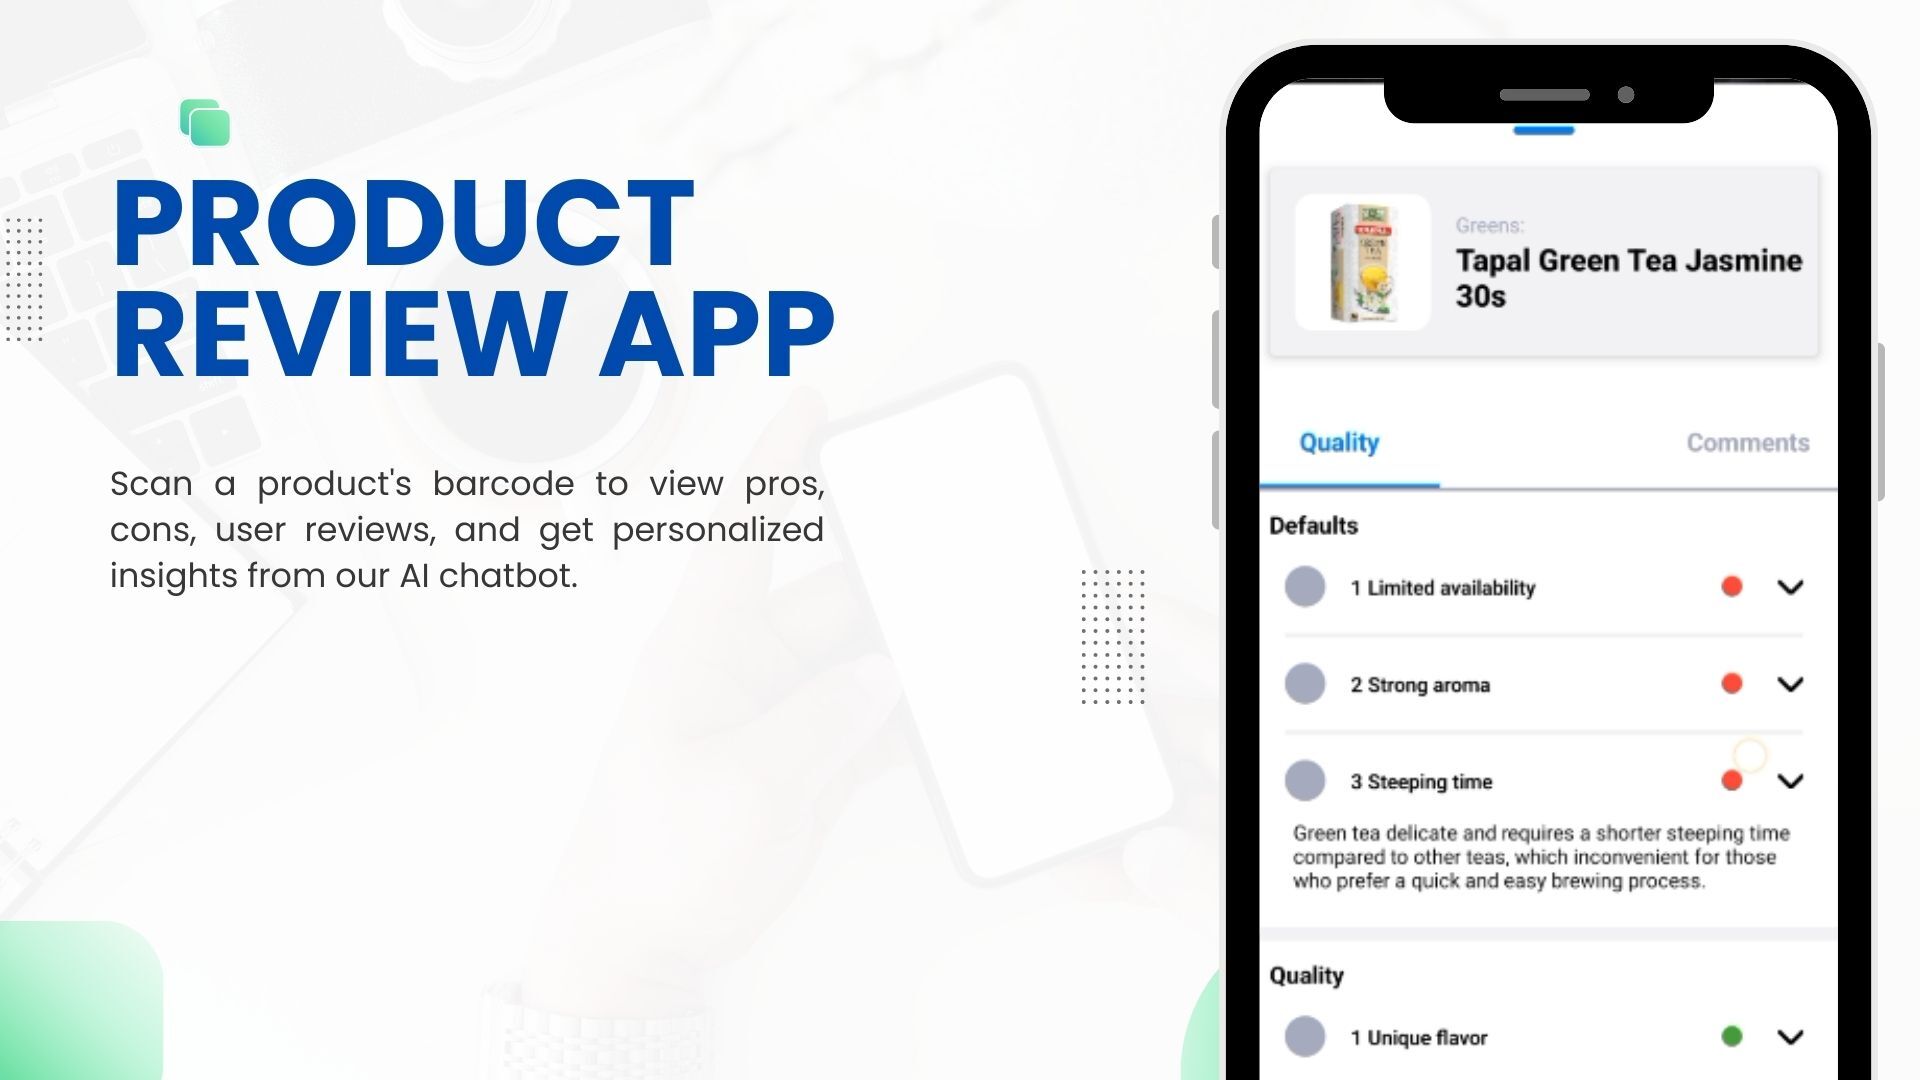 PRODUCT
REVIEW APP
Scan a product's barcode to view pros,
cons, user reviews, and get personalized
insights from our AI chatbot.
Greens:
Tapal Green Tea Jasmine
30s
Quality
Comments
Defaults
1 Limited availability
2 Strong aroma
3 Steeping time
Green tea delicate and requires a shorter steeping time
compared to other teas, which inconvenient for those
who prefer a quick and easy brewing process.
Quality
1 Unique flavor